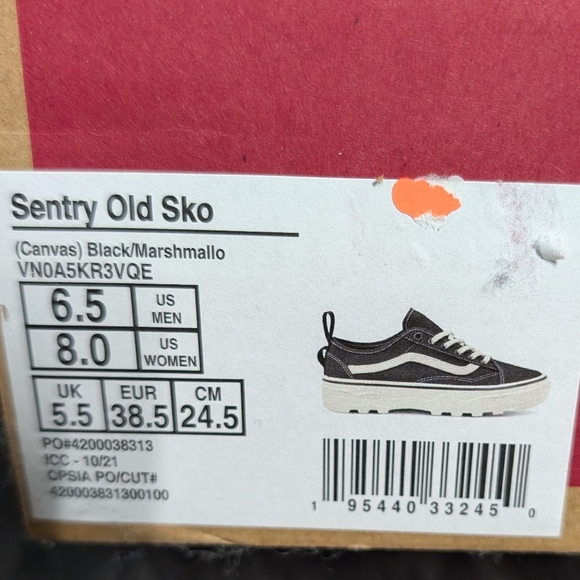 Sentry Old Sko
(Canvas) Black/Marshmallo
VN0A5KR3VQE
6.5 US MEN
8.0 US WOMEN
UK EUR CM
5.5 38.5 24.5
PO#4200038313
ICC - 10/21
CPSIA PO/CUT#
420003831300100
1 95440 33245 0